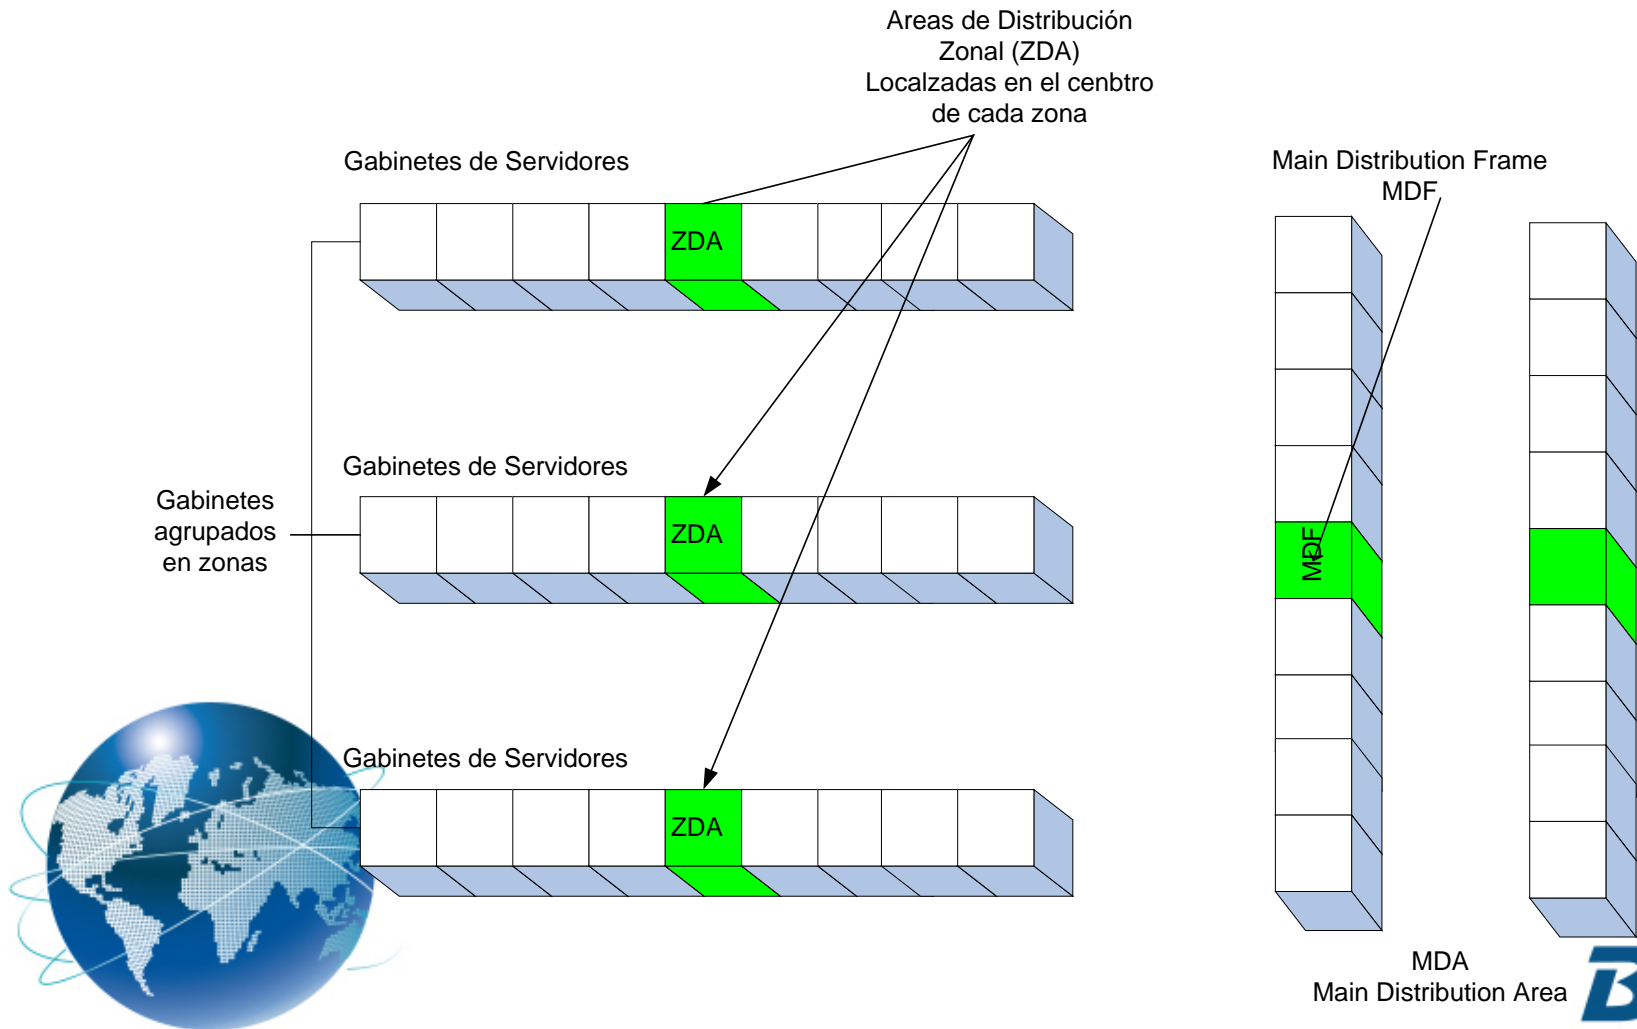 Areas de Distribución
Zonal (ZDA)
Localzadas en el cenbtro
de cada zona
Gabinetes de Servidores
Main Distribution Frame
MDF
ZDA
Gabinetes de Servidores
Gabinetes
agrupados
en zonas
ZDA
MDF
Gabinetes de Servidores
ZDA
MDA
Main Distribution Area